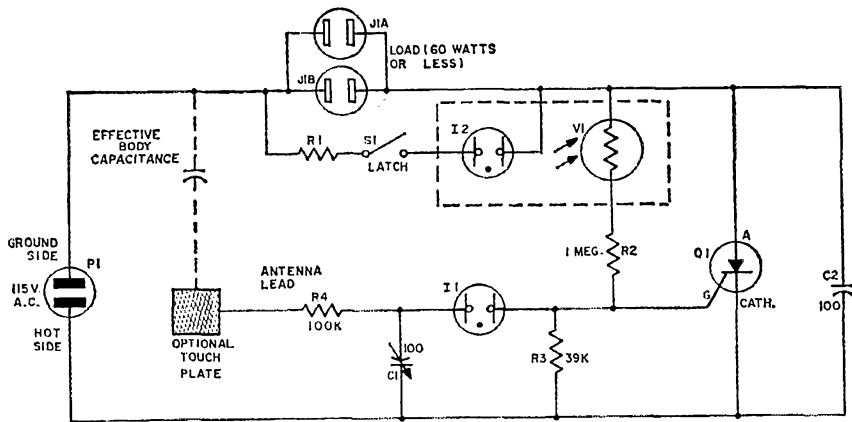 J1A
LOAD (60 WATTS
OR LESS)
J1B
EFFECTIVE
BODY
CAPACITANCE
R1
S1
LATCH
I2
V1
GROUND
SIDE
P1
115 V.
A.C.
HOT
SIDE
ANTENNA
LEAD
R4
100K
OPTIONAL
TOUCH
PLATE
I1
100
C1
R3
39K
1 MEG.
R2
Q1
A
G
CATH.
C2
100